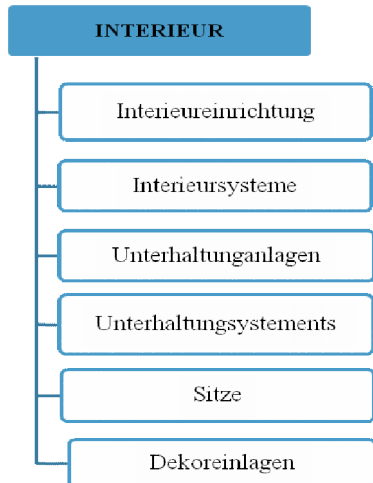 INTERIEUR
Interieureinrichtung
Interieursysteme
Unterhaltunganlagen
Unterhaltungsystements
Sitze
Dekoreinlagen